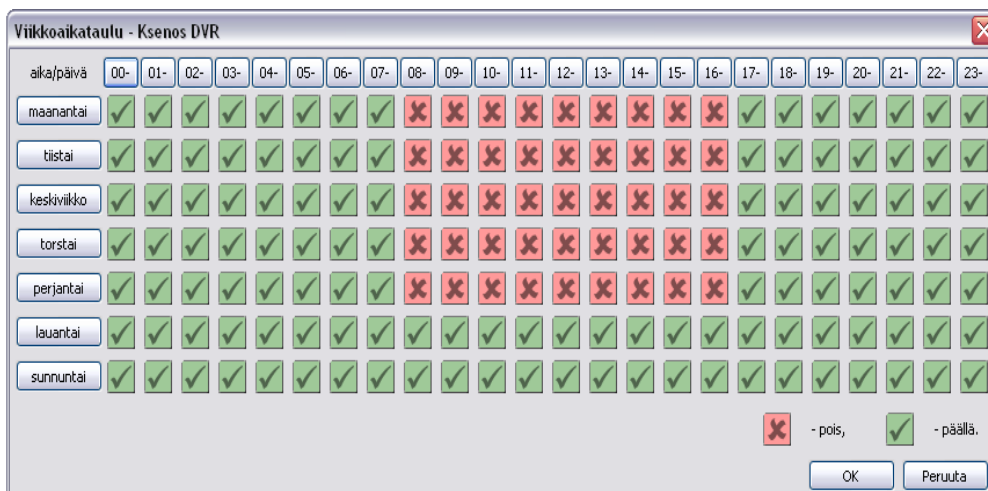 Viikkoaikataulu - Ksenos DVR
aika/päivä 00- 01- 02- 03- 04- 05- 06- 07- 08- 09- 10- 11- 12- 13- 14- 15- 16- 17- 18- 19- 20- 21- 22- 23-
maanantai
tiistai
keskiviikko
torstai
perjantai
lauantai
sunnuntai
- pois, - päällä.
OK Peruuta